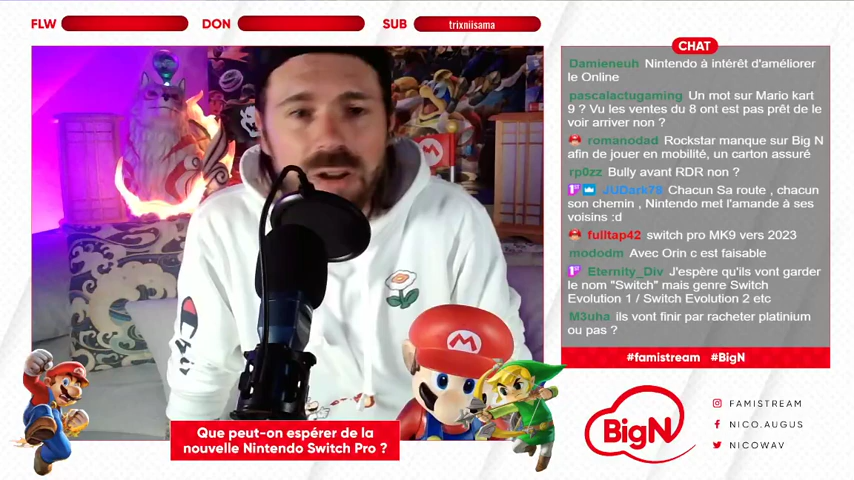 FLW
DON
SUB
trixniisama
CHAT
Damieneuh Nintendo à intérêt d'améliorer
le Online
pascalactugaming Un mot sur Mario kart
9 ? Vu les ventes du 8 ont est pas prêt de le
voir arriver non ?
romanodad Rockstar manque sur Big N
afin de jouer en mobilité, un carton assuré
rp0zz Bully avant RDR non ?
JJDark78 Chacun Sa route , chacun
son chemin , Nintendo met l'amande à ses
voisins :d
fulltap42 switch pro MK9 vers 2023
mododm Avec Orin c est faisable
Eternity_Div J'espère qu'ils vont garder
le nom "Switch" mais genre Switch
Evolution 1 / Switch Evolution 2 etc
M3uha ils vont finir par racheter platinium
ou pas ?
#famistream #BigN
Que peut-on espérer de la
nouvelle Nintendo Switch Pro ?
BigN
FAMISTREAM
NICO.AUGUS
NICOWAV